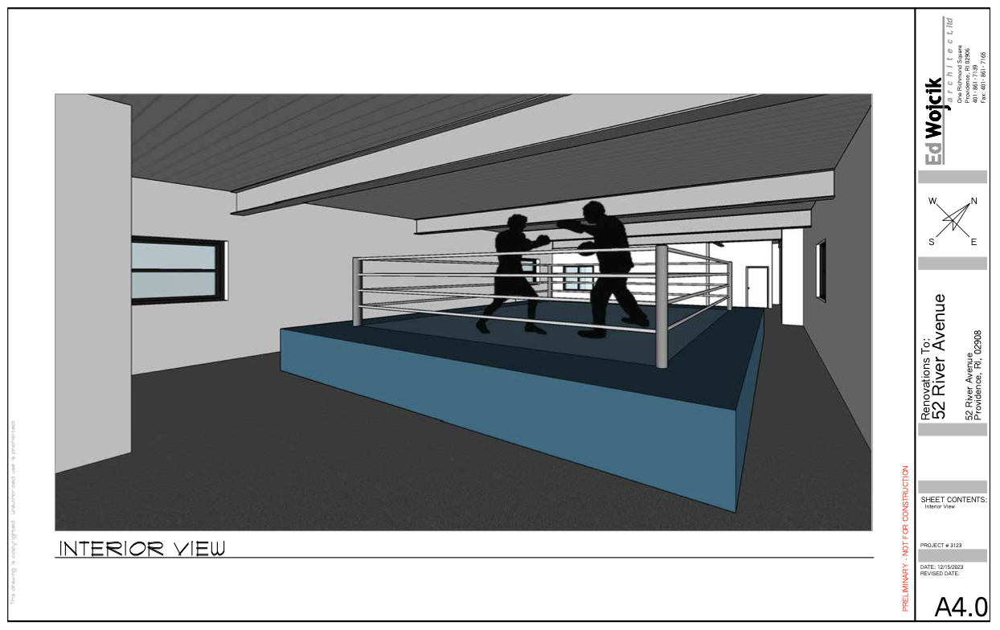 Ed Wojcik
architect, ltd
One Richmond Square
Providence, RI 02906
401- 861- 7139
Fax: 401- 861- 7165
W N
S E
Renovations To:
52 River Avenue
52 River Avenue
Providence, RI, 02908
SHEET CONTENTS:
Interior View
PROJECT # 3123
DATE: 12/15/2023
REVISED DATE:
A4.0
PRELIMINARY - NOT FOR CONSTRUCTION
INTERIOR VIEW
This drawing is copyrighted. Unauthorized use is prohibited.